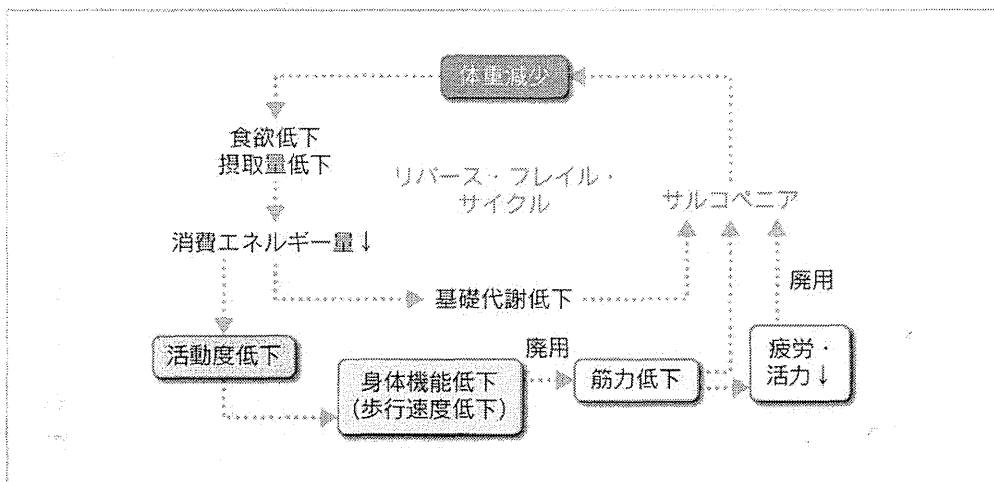 体重減少
食欲低下
摂取量低下
リバース・フレイル・
サイクル
サルコペニア
消費エネルギー量↓
基礎代謝低下
廃用
活動度低下
廃用
疲労・
活力↓
身体機能低下
(歩行速度低下)
筋力低下